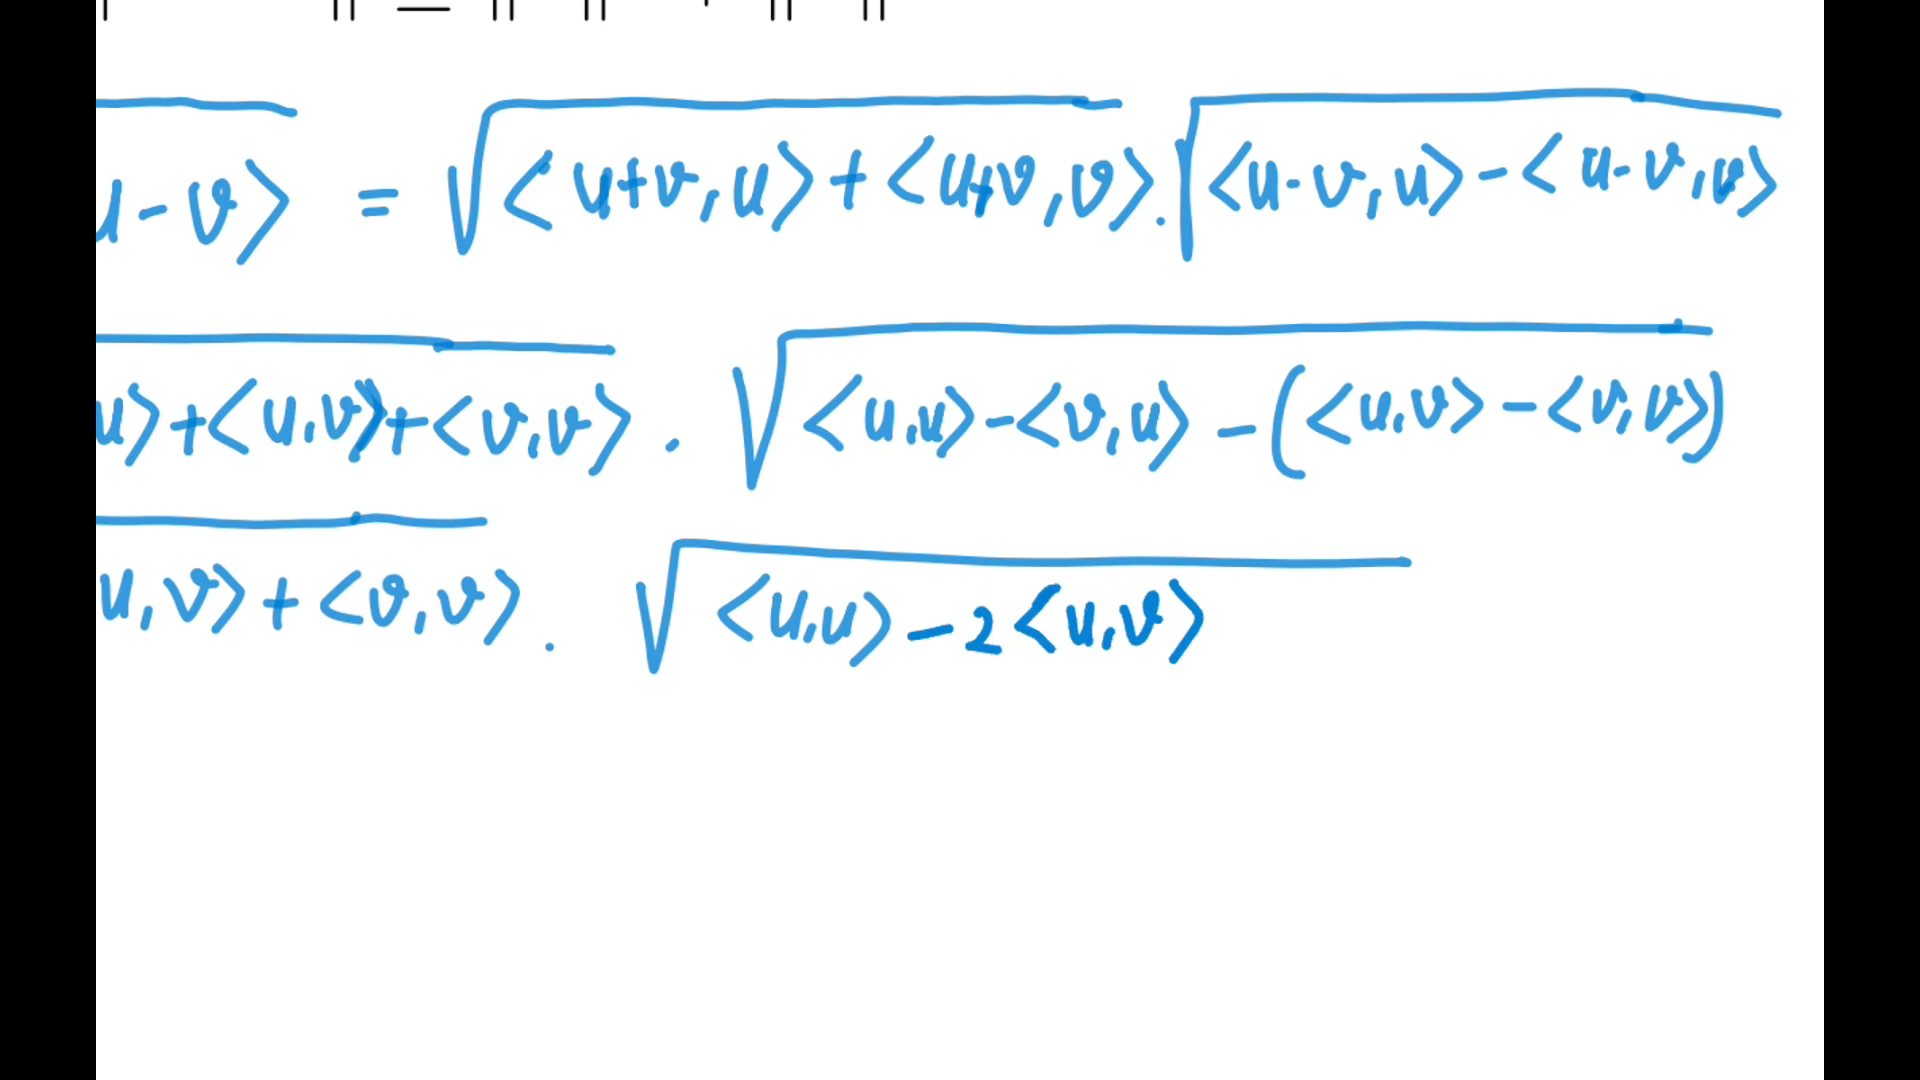 u - v⟩ = √⟨u+v, u⟩ + ⟨u+v, v⟩ . √⟨u-v, u⟩ - ⟨u-v, v⟩
u⟩ + ⟨u, v⟩ + ⟨v, v⟩ . √⟨u, u⟩ - ⟨v, u⟩ - (⟨u, v⟩ - ⟨v, v⟩)
u, v⟩ + ⟨v, v⟩ . √⟨u, u⟩ - 2⟨u, v⟩